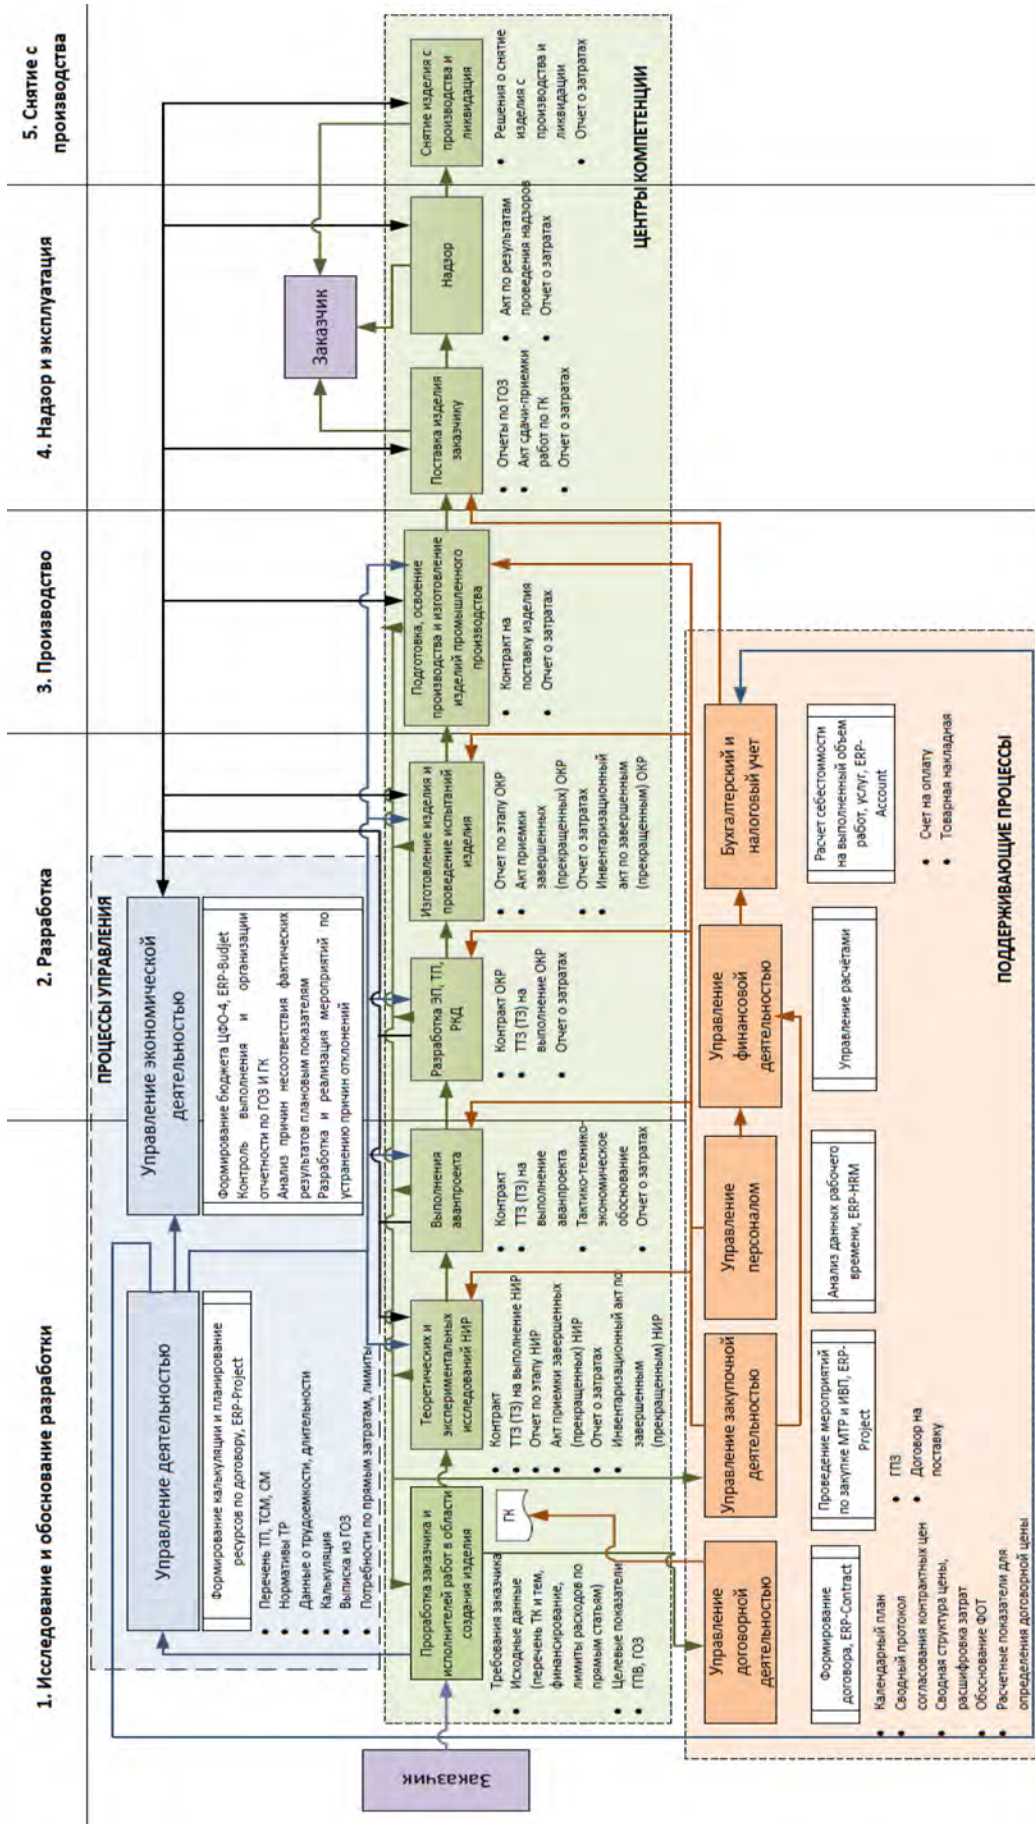 1. Исследование и обоснование разработки
2. Разработка
3. Производство
4. Надзор и эксплуатация
5. Снятие с
производства
ПРОЦЕССЫ УПРАВЛЕНИЯ
Управление деятельностью
Формирование калькуляции и планирование
ресурсов по договору, ERP-Project
• Перечень ТП, ТСМ, СМ
• Нормативы ТР
• Данные о трудоемкости, длительности
• Калькуляция
• Выписка из ГОЗ
• Потребности по прямым затратам, лимиты
Управление экономической
деятельностью
Формирование бюджета ЦФО-4, ERP-Budjet
Контроль выполнения и организации
отчетности по ГОЗ И ГК
Анализ причин несоответствия фактических
результатов плановым показателям
Разработка и реализация мероприятий по
устранению причин отклонений
Заказчик
Заказчик
Проработка заказчика и
исполнителей работ в области
создания изделия
• Требования заказчика
• Исходные данные
(перечень ТК и тем,
финансирование,
лимиты расходов по
прямым статьям)
• Целевые показатели
• ГПВ, ГОЗ
ГК
Теоретических и
экспериментальных
исследований НИР
• Контракт
• ТТЗ (ТЗ) на выполнение НИР
• Отчет по этапу НИР
• Акт приемки завершенных
(прекращенных) НИР
• Отчет о затратах
• Инвентаризационный акт по
завершенным
(прекращенным) НИР
Выполнения
аванпроекта
• Контракт
• ТТЗ (ТЗ) на
выполнение
аванпроекта
• Тактико-технико-
экономическое
обоснование
• Отчет о затратах
Разработка ЭП, ТП,
РКД
• Контракт ОКР
• ТТЗ (ТЗ) на
выполнение ОКР
• Отчет о затратах
Изготовление изделия и
проведение испытаний
изделия
• Отчет по этапу ОКР
• Акт приемки
завершенных
(прекращенных) ОКР
• Отчет о затратах
• Инвентаризационный
акт по завершенным
(прекращенным) ОКР
Подготовка, освоение
производства и изготовление
изделий промышленного
производства
• Контракт на
поставку изделия
• Отчет о затратах
Поставка изделия
заказчику
• Отчеты по ГОЗ
• Акт сдачи-приемки
работ по ГК
• Отчет о затратах
Надзор
• Акт по результатам
проведения надзоров
• Отчет о затратах
Снятие изделия с
производства и
ликвидация
• Решения о снятие
изделия с
производства и
ликвидации
• Отчет о затратах
ЦЕНТРЫ КОМПЕТЕНЦИИ
Управление
договорной
деятельностью
Формирование
договора, ERP-Contract
• Календарный план
• Сводный протокол
согласования контрактных цен
• Сводная структура цены,
расшифровка затрат
• Обоснование ФОТ
• Расчетные показатели для
определения договорной цены
Управление закупочной
деятельностью
Проведение мероприятий
по закупке МТР и ИВП, ERP-
Project
• ГПЗ
• Договор на
поставку
Управление
персоналом
Анализ данных рабочего
времени, ERP-HRM
Управление
финансовой
деятельностью
Управление расчётами
Бухгалтерский и
налоговый учет
Расчет себестоимости
на выполненный объем
работ, услуг, ERP-
Account
• Счет на оплату
• Товарная накладная
ПОДДЕРЖИВАЮЩИЕ ПРОЦЕССЫ